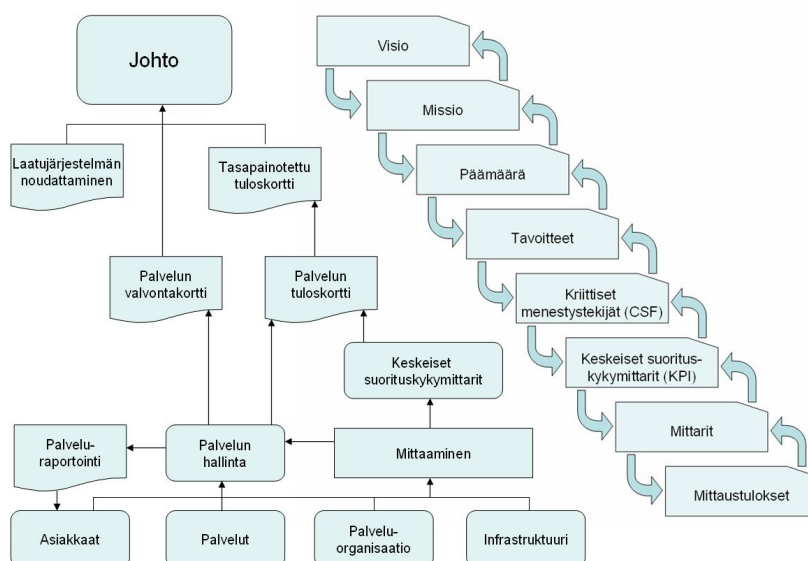 Johto
Laatujärjestelmän
noudattaminen
Tasapainotettu
tuloskortti
Palvelun
valvontakortti
Palvelun
tuloskortti
Keskeiset
suorituskykymittarit
Palvelu-
raportointi
Palvelun
hallinta
Mittaaminen
Asiakkaat
Palvelut
Palvelu-
organisaatio
Infrastruktuuri
Visio
Missio
Päämäärä
Tavoitteet
Kriittiset
menestystekijät (CSF)
Keskeiset suoritus-
kykymittarit (KPI)
Mittarit
Mittaustulokset